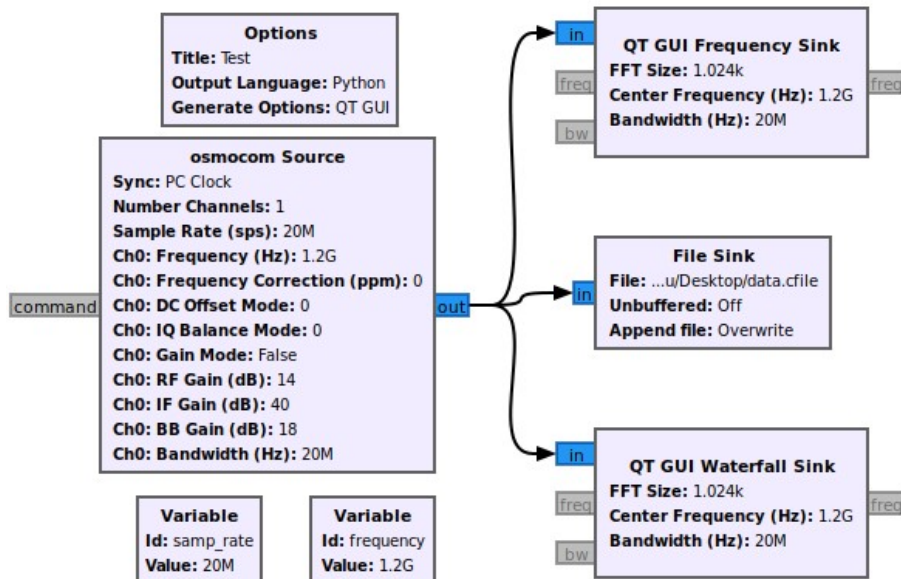 Options
Title: Test
Output Language: Python
Generate Options: QT GUI
osmocom Source
Sync: PC Clock
Number Channels: 1
Sample Rate (sps): 20M
Ch0: Frequency (Hz): 1.2G
Ch0: Frequency Correction (ppm): 0
Ch0: DC Offset Mode: 0
Ch0: IQ Balance Mode: 0
Ch0: Gain Mode: False
Ch0: RF Gain (dB): 14
Ch0: IF Gain (dB): 40
Ch0: BB Gain (dB): 18
Ch0: Bandwidth (Hz): 20M
command
out
Variable
Id: samp_rate
Value: 20M
Variable
Id: frequency
Value: 1.2G
in
freq
bw
QT GUI Frequency Sink
FFT Size: 1.024k
Center Frequency (Hz): 1.2G
Bandwidth (Hz): 20M
freq
in
File Sink
File: ...u/Desktop/data.cfile
Unbuffered: Off
Append file: Overwrite
in
freq
bw
QT GUI Waterfall Sink
FFT Size: 1.024k
Center Frequency (Hz): 1.2G
Bandwidth (Hz): 20M
freq